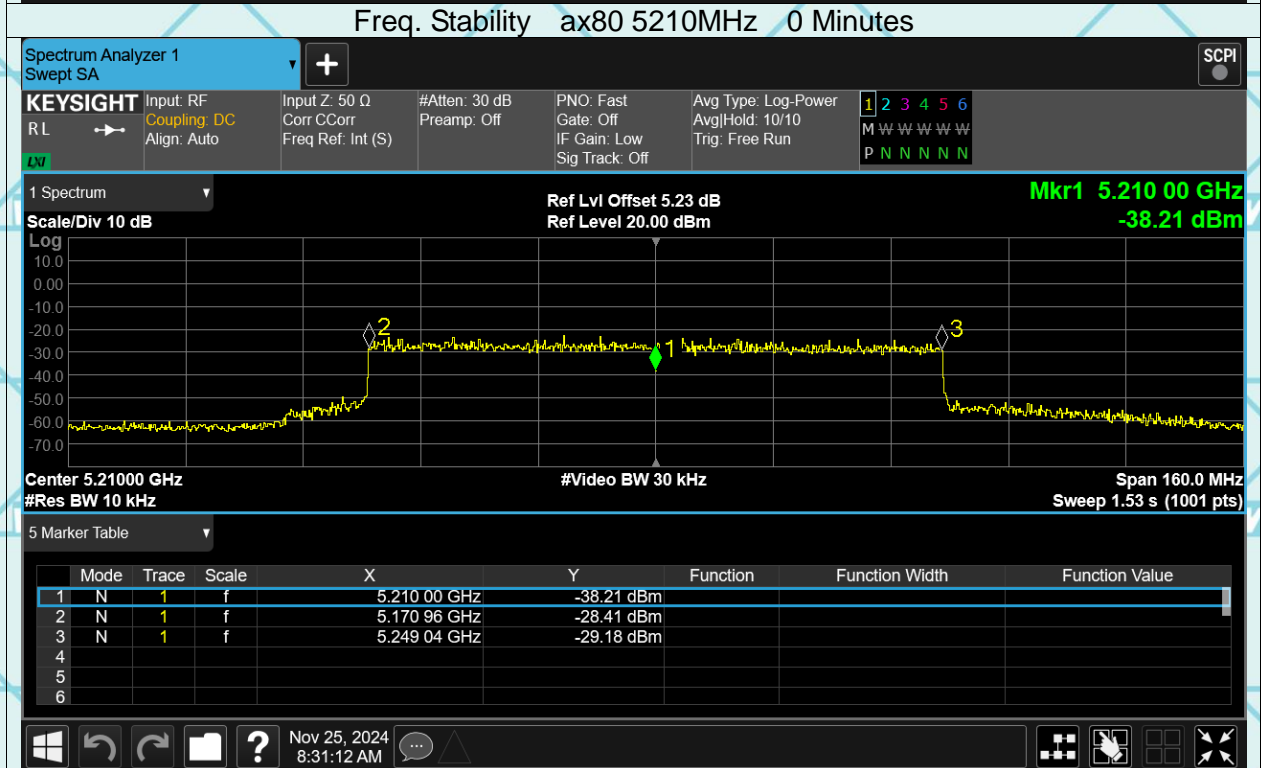 Freq. Stability ax80 5210MHz 0 Minutes
Spectrum Analyzer 1
Swept SA
+
SCPI
KEYSIGHT
RL
LXI
Input: RF
Coupling: DC
Align: Auto
Input Z: 50 Ω
Corr CCorr
Freq Ref: Int (S)
#Atten: 30 dB
Preamp: Off
PNO: Fast
Gate: Off
IF Gain: Low
Sig Track: Off
Avg Type: Log-Power
Avg|Hold: 10/10
Trig: Free Run
1 2 3 4 5 6
M W W W W W
P N N N N N
1 Spectrum
Scale/Div 10 dB
Ref Lvl Offset 5.23 dB
Ref Level 20.00 dBm
Mkr1 5.210 00 GHz
-38.21 dBm
Log
10.0
0.00
-10.0
-20.0
-30.0
-40.0
-50.0
-60.0
-70.0
2
1
3
Center 5.21000 GHz
#Video BW 30 kHz
Span 160.0 MHz
#Res BW 10 kHz
Sweep 1.53 s (1001 pts)
5 Marker Table
Mode Trace Scale X Y Function Function Width Function Value
1 N 1 f 5.210 00 GHz -38.21 dBm
2 N 1 f 5.170 96 GHz -28.41 dBm
3 N 1 f 5.249 04 GHz -29.18 dBm
4
5
6
?
Nov 25, 2024
8:31:12 AM